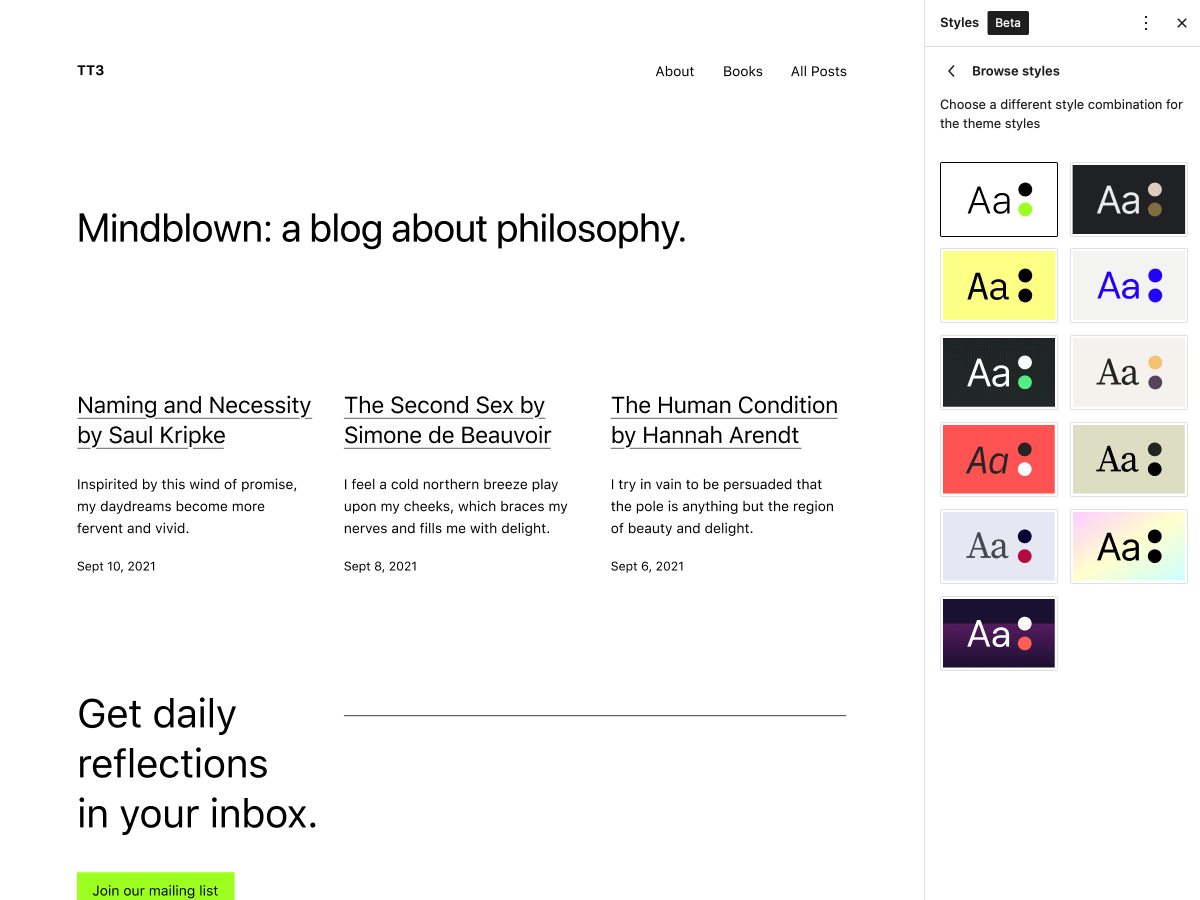 TT3
About Books All Posts
Mindblown: a blog about philosophy.
Naming and Necessity
by Saul Kripke
Inspirited by this wind of promise,
my daydreams become more
fervent and vivid.
Sept 10, 2021
The Second Sex by
Simone de Beauvoir
I feel a cold northern breeze play
upon my cheeks, which braces my
nerves and fills me with delight.
Sept 8, 2021
The Human Condition
by Hannah Arendt
I try in vain to be persuaded that
the pole is anything but the region
of beauty and delight.
Sept 6, 2021
Get daily
reflections
in your inbox.
Join our mailing list
Styles Beta
Browse styles
Choose a different style combination for
the theme styles
Aa Aa
Aa Aa
Aa Aa
Aa Aa
Aa Aa
Aa